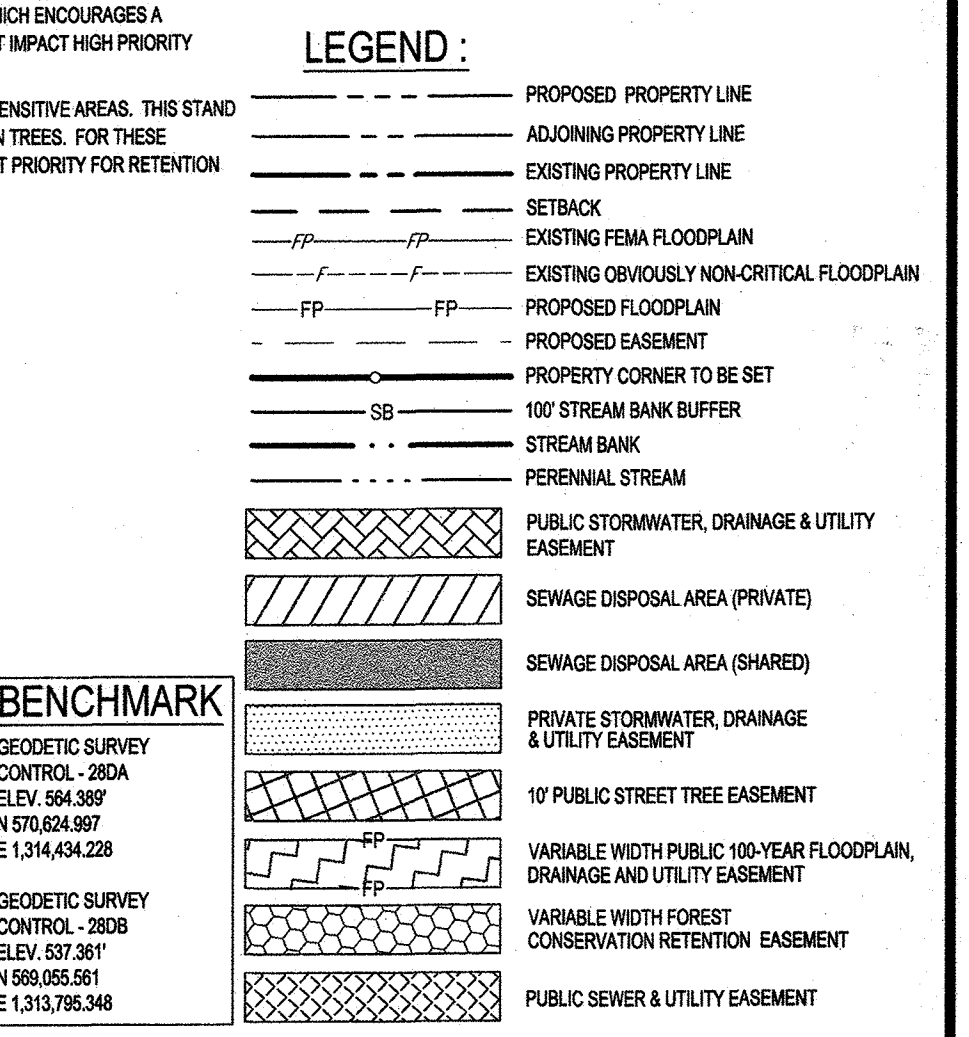 ENCOURAGES A
IMPACT HIGH PRIORITY
AREAS. THIS STAND
TREES. FOR THESE
PRIORITY FOR RETENTION
LEGEND :
PROPOSED PROPERTY LINE
ADJOINING PROPERTY LINE
EXISTING PROPERTY LINE
SETBACK
FP FP EXISTING FEMA FLOODPLAIN
F F EXISTING OBVIOUSLY NON-CRITICAL FLOODPLAIN
FP FP PROPOSED FLOODPLAIN
PROPOSED EASEMENT
PROPERTY CORNER TO BE SET
SB 100' STREAM BANK BUFFER
STREAM BANK
PERENNIAL STREAM
PUBLIC STORMWATER, DRAINAGE & UTILITY
EASEMENT
SEWAGE DISPOSAL AREA (PRIVATE)
SEWAGE DISPOSAL AREA (SHARED)
PRIVATE STORMWATER, DRAINAGE
& UTILITY EASEMENT
10' PUBLIC STREET TREE EASEMENT
FP
VARIABLE WIDTH PUBLIC 100-YEAR FLOODPLAIN,
DRAINAGE AND UTILITY EASEMENT
FP
VARIABLE WIDTH FOREST
CONSERVATION RETENTION EASEMENT
PUBLIC SEWER & UTILITY EASEMENT
BENCHMARK
GEODETIC SURVEY
CONTROL - 28DA
ELEV. 564.389'
N 570,624.997
E 1,314,434.228
GEODETIC SURVEY
CONTROL - 28DB
ELEV. 537.361'
N 569,055.561
E 1,313,795.348